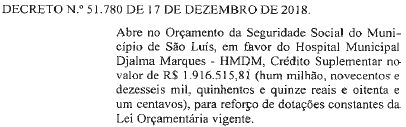 DECRETO N.º 51.780 DE 17 DE DEZEMBRO DE 2018.
Abre no Orçamento da Seguridade Social do Muni-
cípio de São Luís, em favor do Hospital Municipal
Djalma Marques - HMDM, Crédito Suplementar no
valor de R$ 1.916.515,81 (hum milhão, novecentos e
dezesseis mil, quinhentos e quinze reais e oitenta e
um centavos), para reforço de dotações constantes da
Lei Orçamentária vigente.